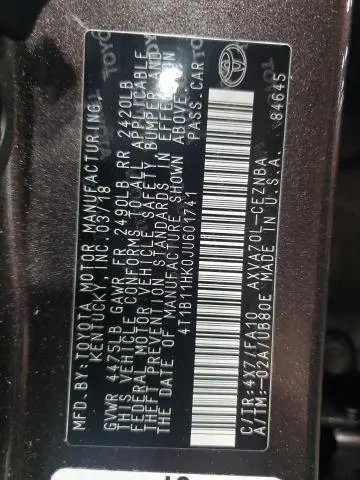 MFD.BY:TOYOTA MOTOR MANUFACTURING,
KENTUCKY, INC. 03/18
GVWR 4475LB GAWR FR 2490LB RR 2420LB
THIS VEHICLE CONFORMS TO ALL APPLICABLE
FEDERAL MOTOR VEHICLE SAFETY, BUMPER, AND
THEFT PREVENTION STANDARDS IN EFFECT ON
THE DATE OF MANUFACTURE SHOWN ABOVE.
4T1B11HK0JU601741 PASS.CAR
C/TR:4X7/FA10 AXVA70L-CEZNBA
A/TM:-02A/UB80E MADE IN U.S.A.
84645
TOYOTA